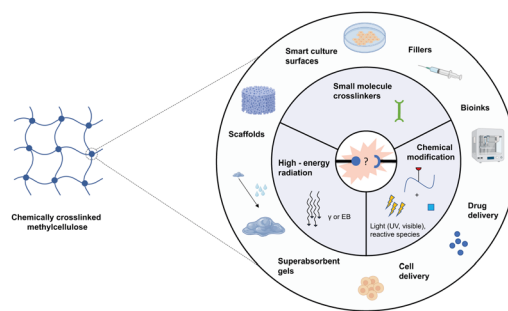 Smart culture
surfaces
Fillers
Small molecule
crosslinkers
Bioinks
Scaffolds
High - energy
radiation
?
Chemical
modification
+
Chemically crosslinked
methylcellulose
γ or EB
Light (UV, visible),
reactive species
Drug
delivery
Superabsorbent
gels
Cell
delivery